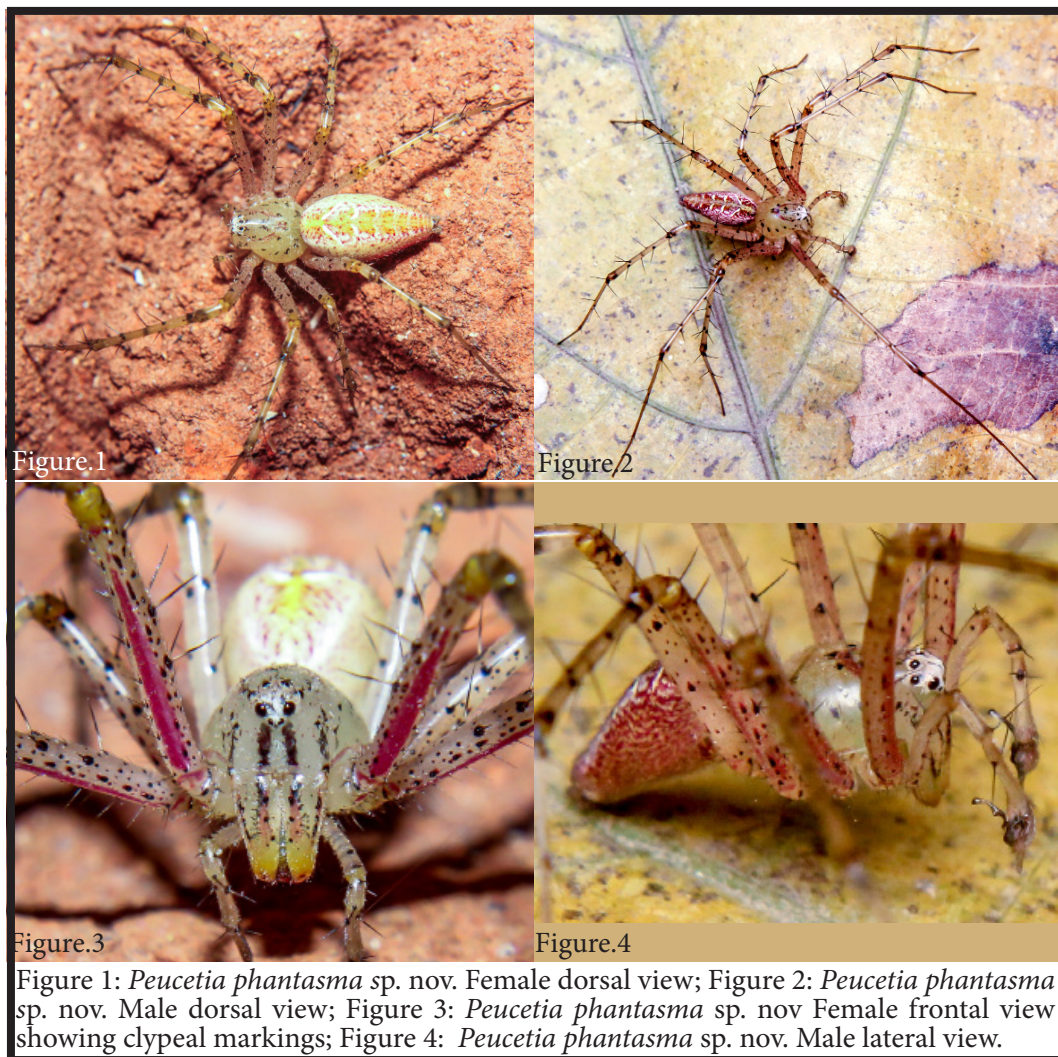 Figure.1
Figure.2
Figure.3
Figure.4
Figure 1: Peucetia phantasma sp. nov. Female dorsal view; Figure 2: Peucetia phantasma
sp. nov. Male dorsal view; Figure 3: Peucetia phantasma sp. nov Female frontal view
showing clypeal markings; Figure 4: Peucetia phantasma sp. nov. Male lateral view.